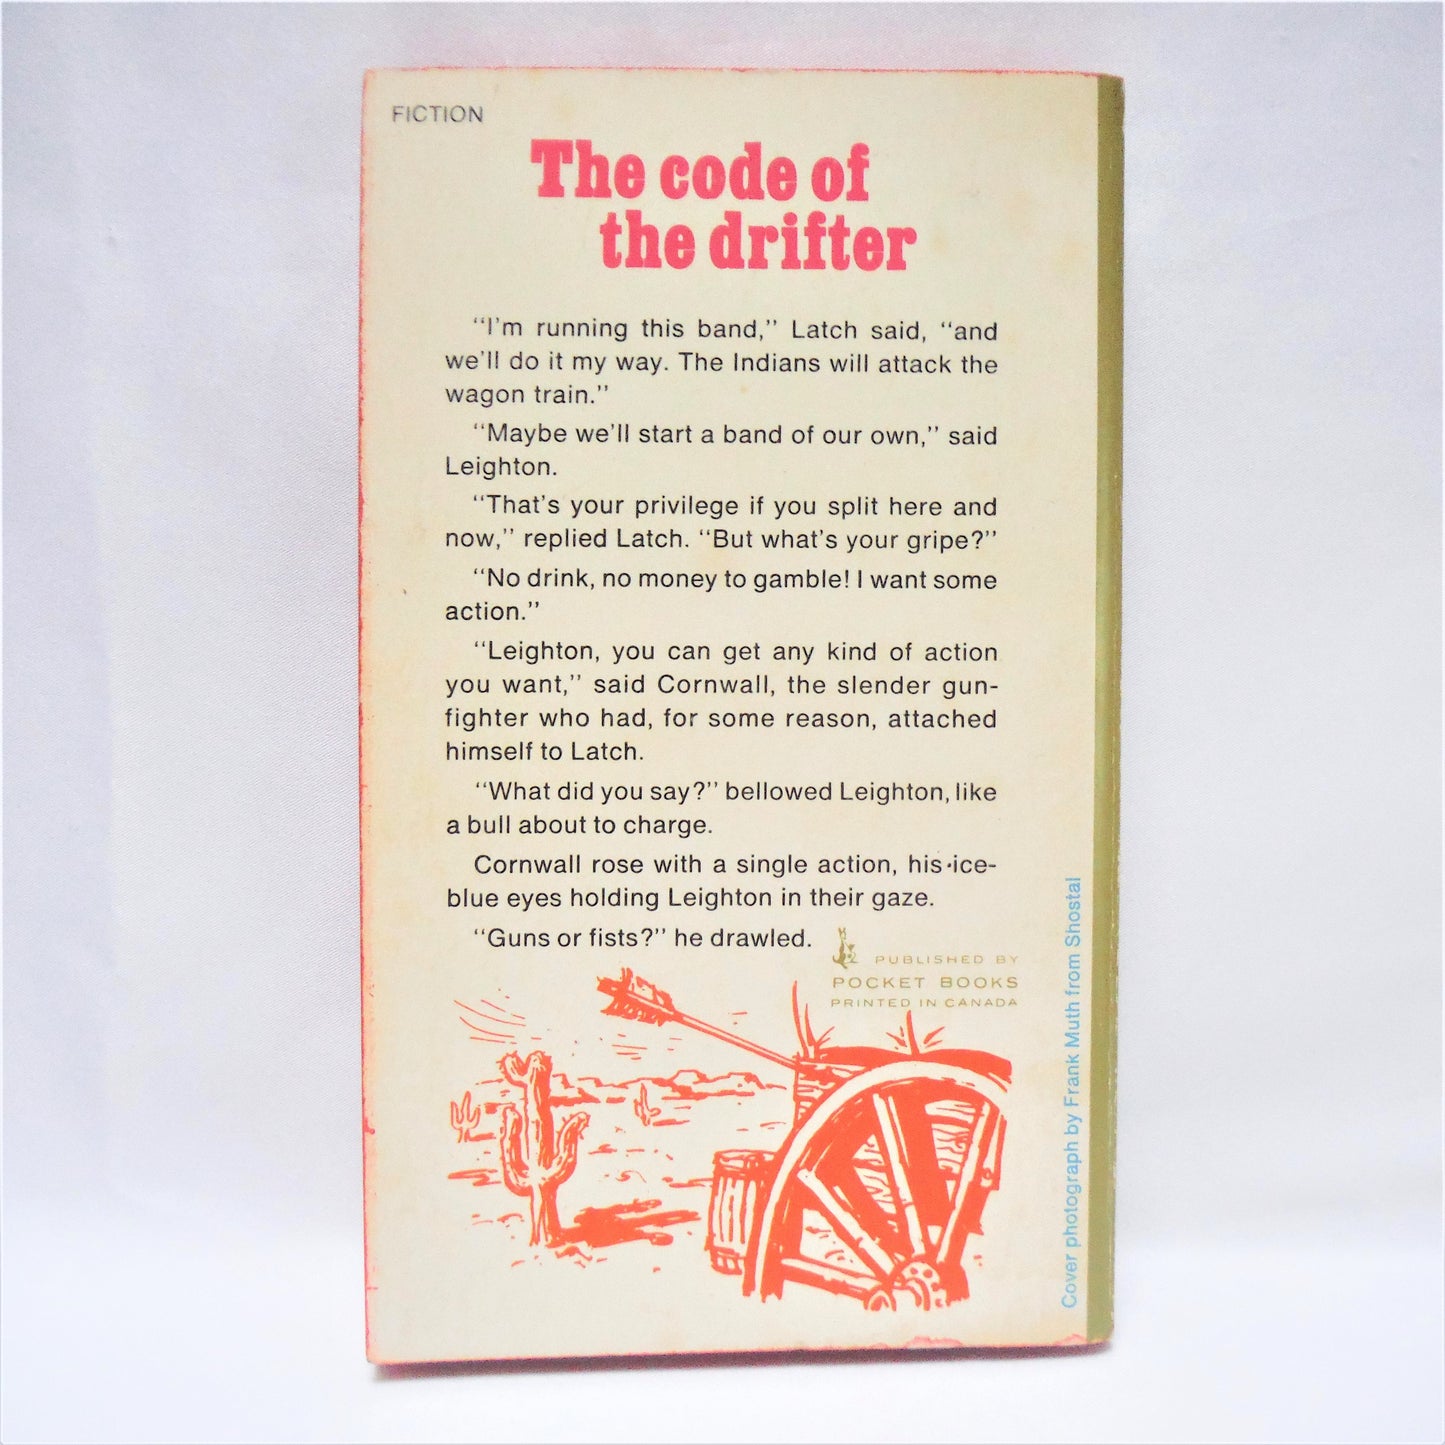 FICTION
The code of
the drifter
"I'm running this band," Latch said, "and
we'll do it my way. The Indians will attack the
wagon train."
"Maybe we'll start a band of our own," said
Leighton.
"That's your privilege if you split here and
now," replied Latch. "But what's your gripe?"
"No drink, no money to gamble! I want some
action."
"Leighton, you can get any kind of action
you want," said Cornwall, the slender gun-
fighter who had, for some reason, attached
himself to Latch.
"What did you say?" bellowed Leighton, like
a bull about to charge.
Cornwall rose with a single action, his ice-
blue eyes holding Leighton in their gaze.
"Guns or fists?" he drawled.
PUBLISHED BY
POCKET BOOKS
PRINTED IN CANADA
Cover photograph by Frank Muth from Shostal